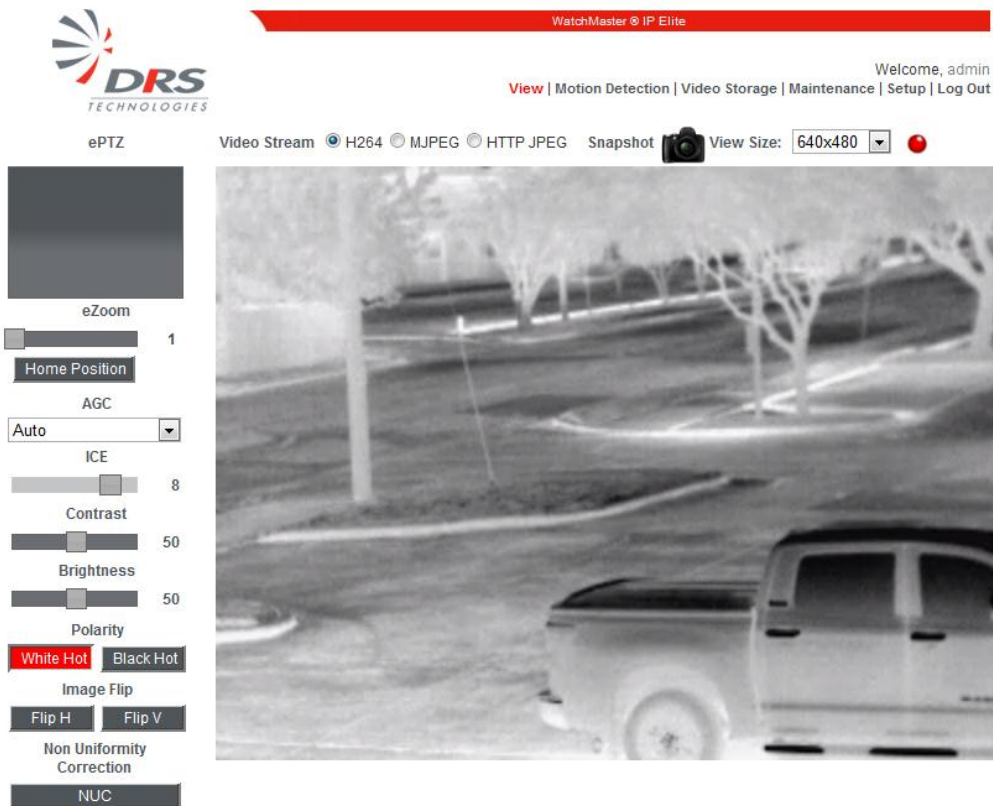 WatchMaster ® IP Elite
DRS
TECHNOLOGIES
Welcome, admin
View | Motion Detection | Video Storage | Maintenance | Setup | Log Out
ePTZ
Video Stream H264 MJPEG HTTP JPEG Snapshot View Size: 640x480
eZoom
1
Home Position
AGC
Auto
ICE
8
Contrast
50
Brightness
50
Polarity
White Hot Black Hot
Image Flip
Flip H Flip V
Non Uniformity
Correction
NUC